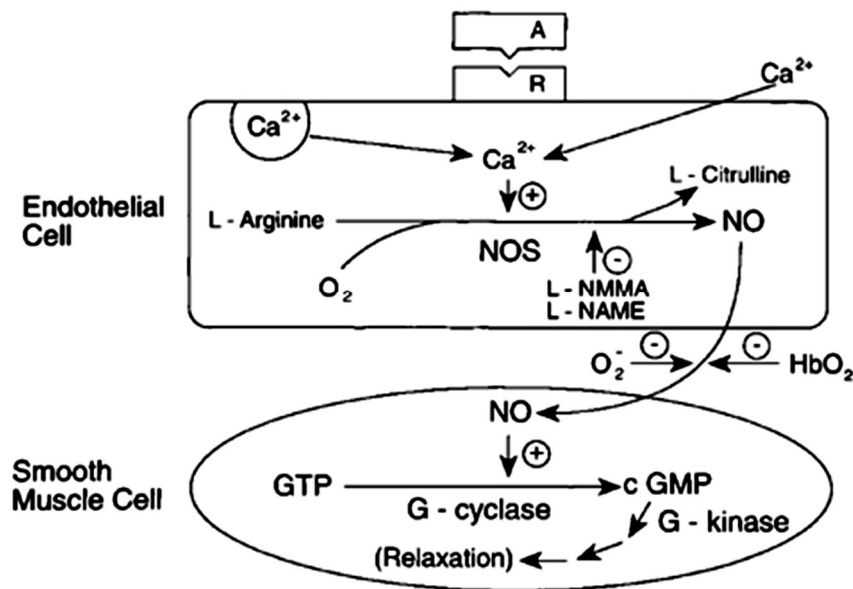 A
R
Ca²⁺
Ca²⁺
Ca²⁺
+
L - Citrulline
Endothelial
Cell
L - Arginine
NO
NOS
-
O₂
L - NMMA
L - NAME
O₂⁻
-
-
HbO₂
NO
+
Smooth
Muscle Cell
GTP
c GMP
G - cyclase
G - kinase
(Relaxation)